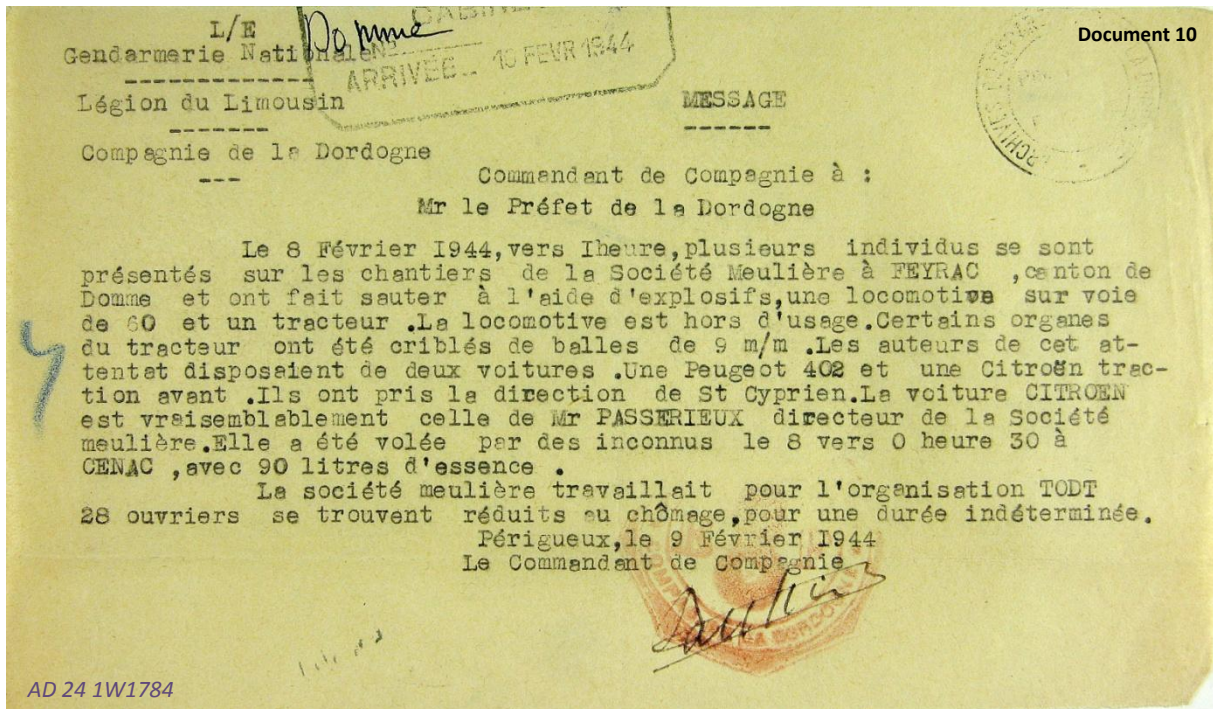 L/E
Domme
CABINE
Gendarmerie Nationale
No
ARRIVÉE 10 FEVR 1944
Document 10
Légion du Limousin
MESSAGE
Compagnie de la Dordogne
Commandant de Compagnie à :
Mr le Préfet de la Dordogne
Le 8 Février I944,vers Iheure,plusieurs individus se sont
présentés sur les chantiers de la Société Meulière à FEYRAC ,canton de
Domme et ont fait sauter à l'aide d'explosifs,une locomotive sur voie
de 60 et un tracteur .La locomotive est hors d'usage.Certains organes
du tracteur ont été criblés de balles de 9 m/m .Les auteurs de cet at-
tentat disposaient de deux voitures .Une Peugeot 402 et une Citroën trac-
tion avant .Ils ont pris la direction de St Cyprien.La voiture CITROEN
est vraisemblablement celle de Mr PASSERIEUX directeur de la Société
meulière.Elle a été volée par des inconnus le 8 vers 0 heure 30 à
CENAC ,avec 90 litres d'essence .
La société meulière travaillait pour l'organisation TODT
28 ouvriers se trouvent réduits au chômage,pour une durée indéterminée.
Périgueux,le 9 Février I944
Le Commandant de Compagnie
AD 24 1W1784